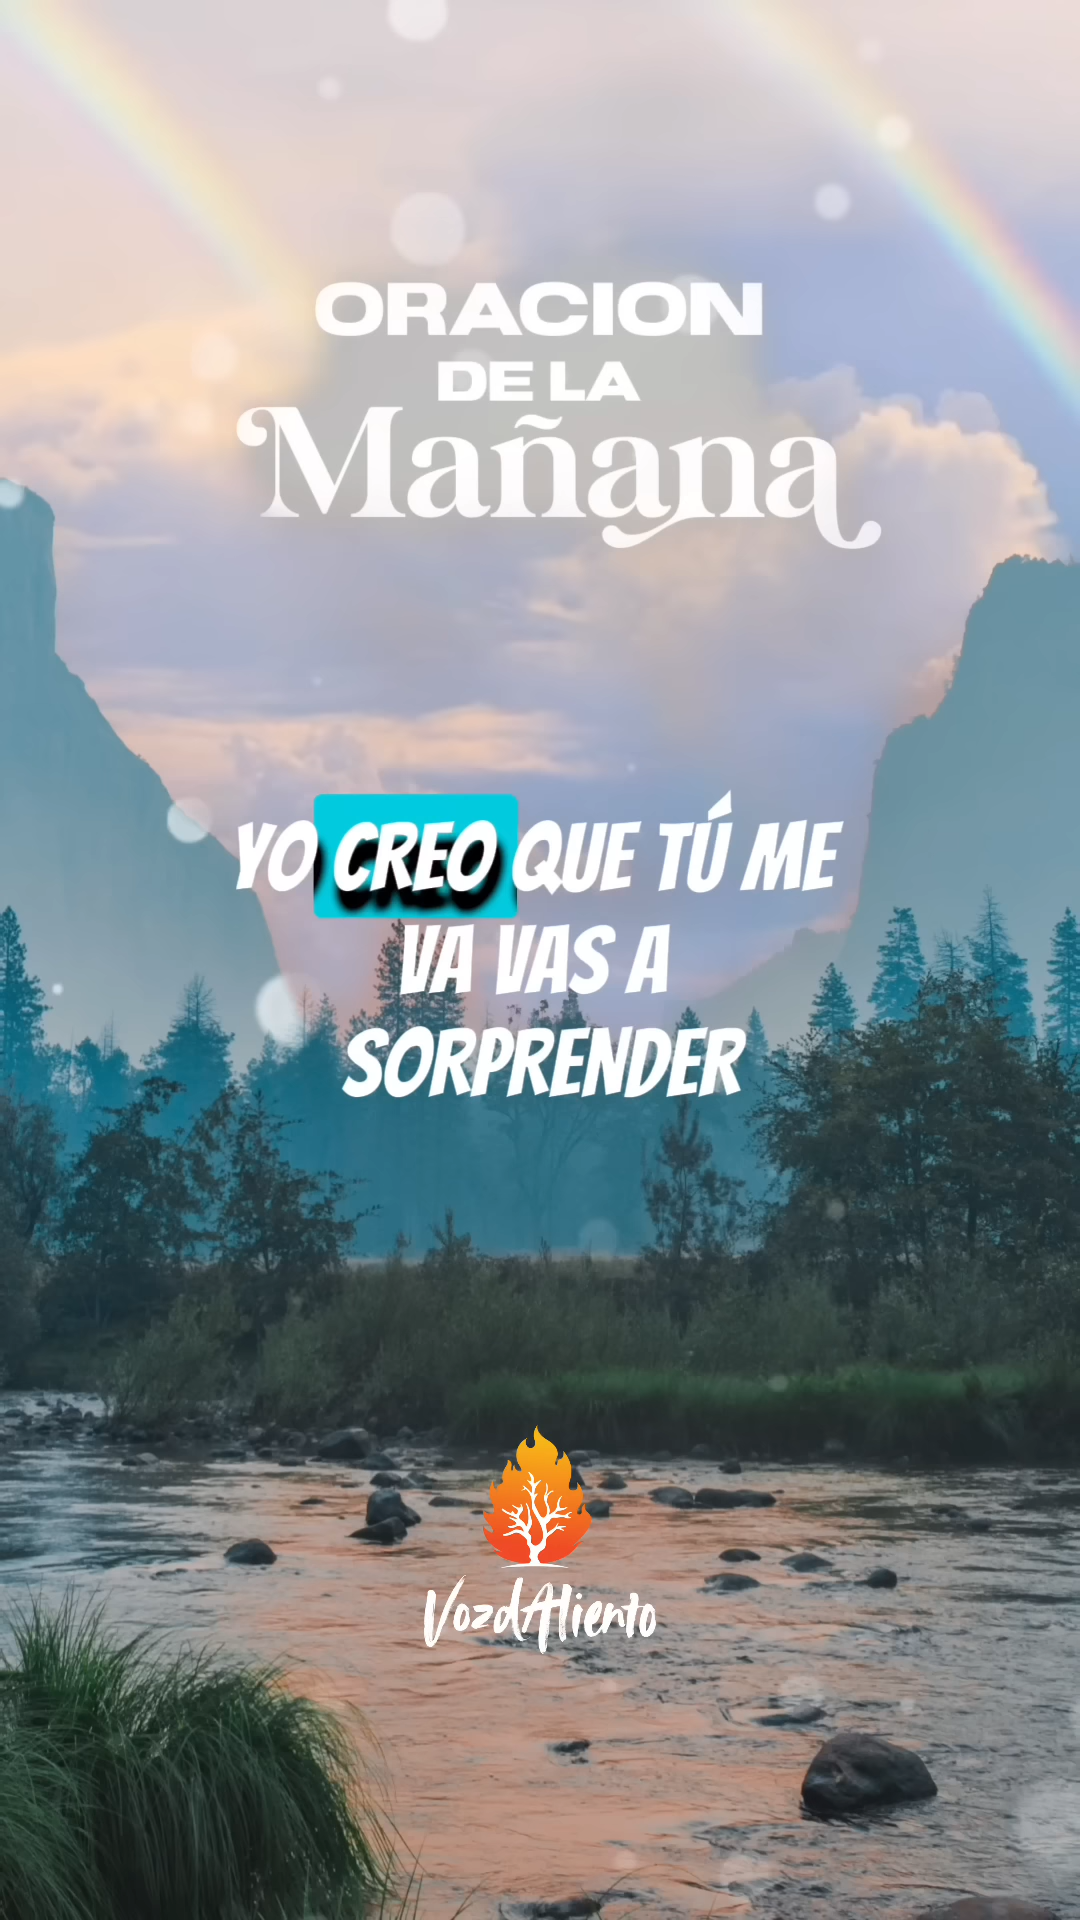 ORACION
DE LA
Mañana
YO CREO QUE TÚ ME
VA VAS A
SORPRENDER
VozdAliento